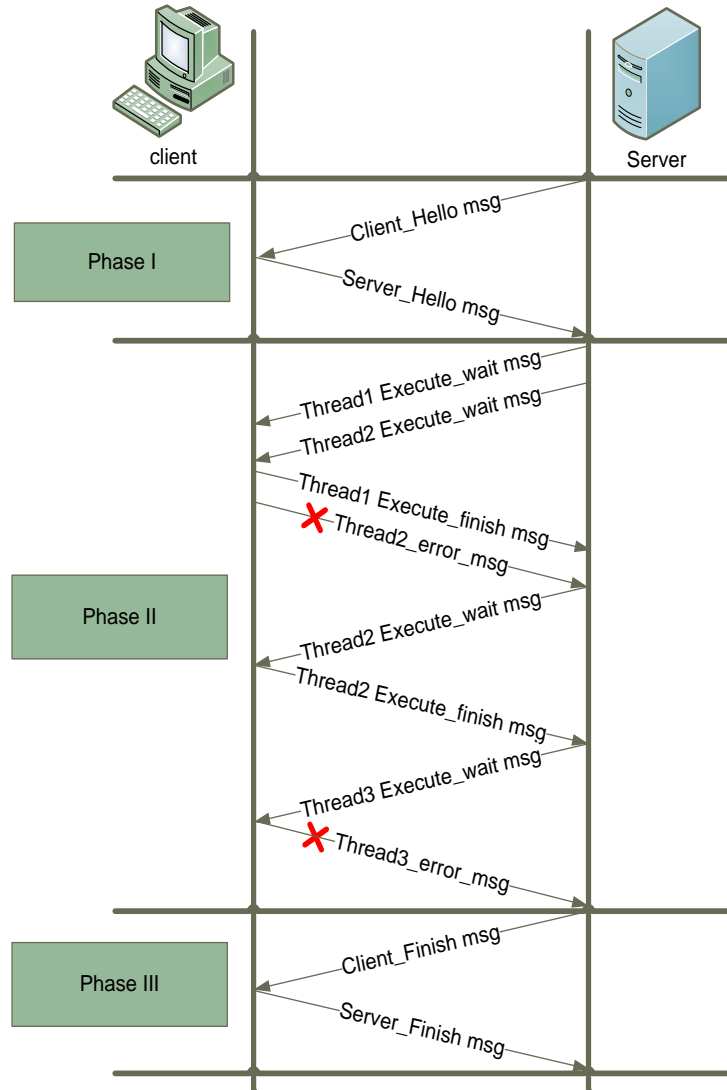 client
Server
Client_Hello msg
Phase I
Server_Hello msg
Thread1 Execute_wait msg
Thread2 Execute_wait msg
Thread1 Execute_finish msg
Thread2_error_msg
Phase II
Thread2 Execute_wait msg
Thread2 Execute_finish msg
Thread3 Execute_wait msg
Thread3_error_msg
Client_Finish msg
Phase III
Server_Finish msg